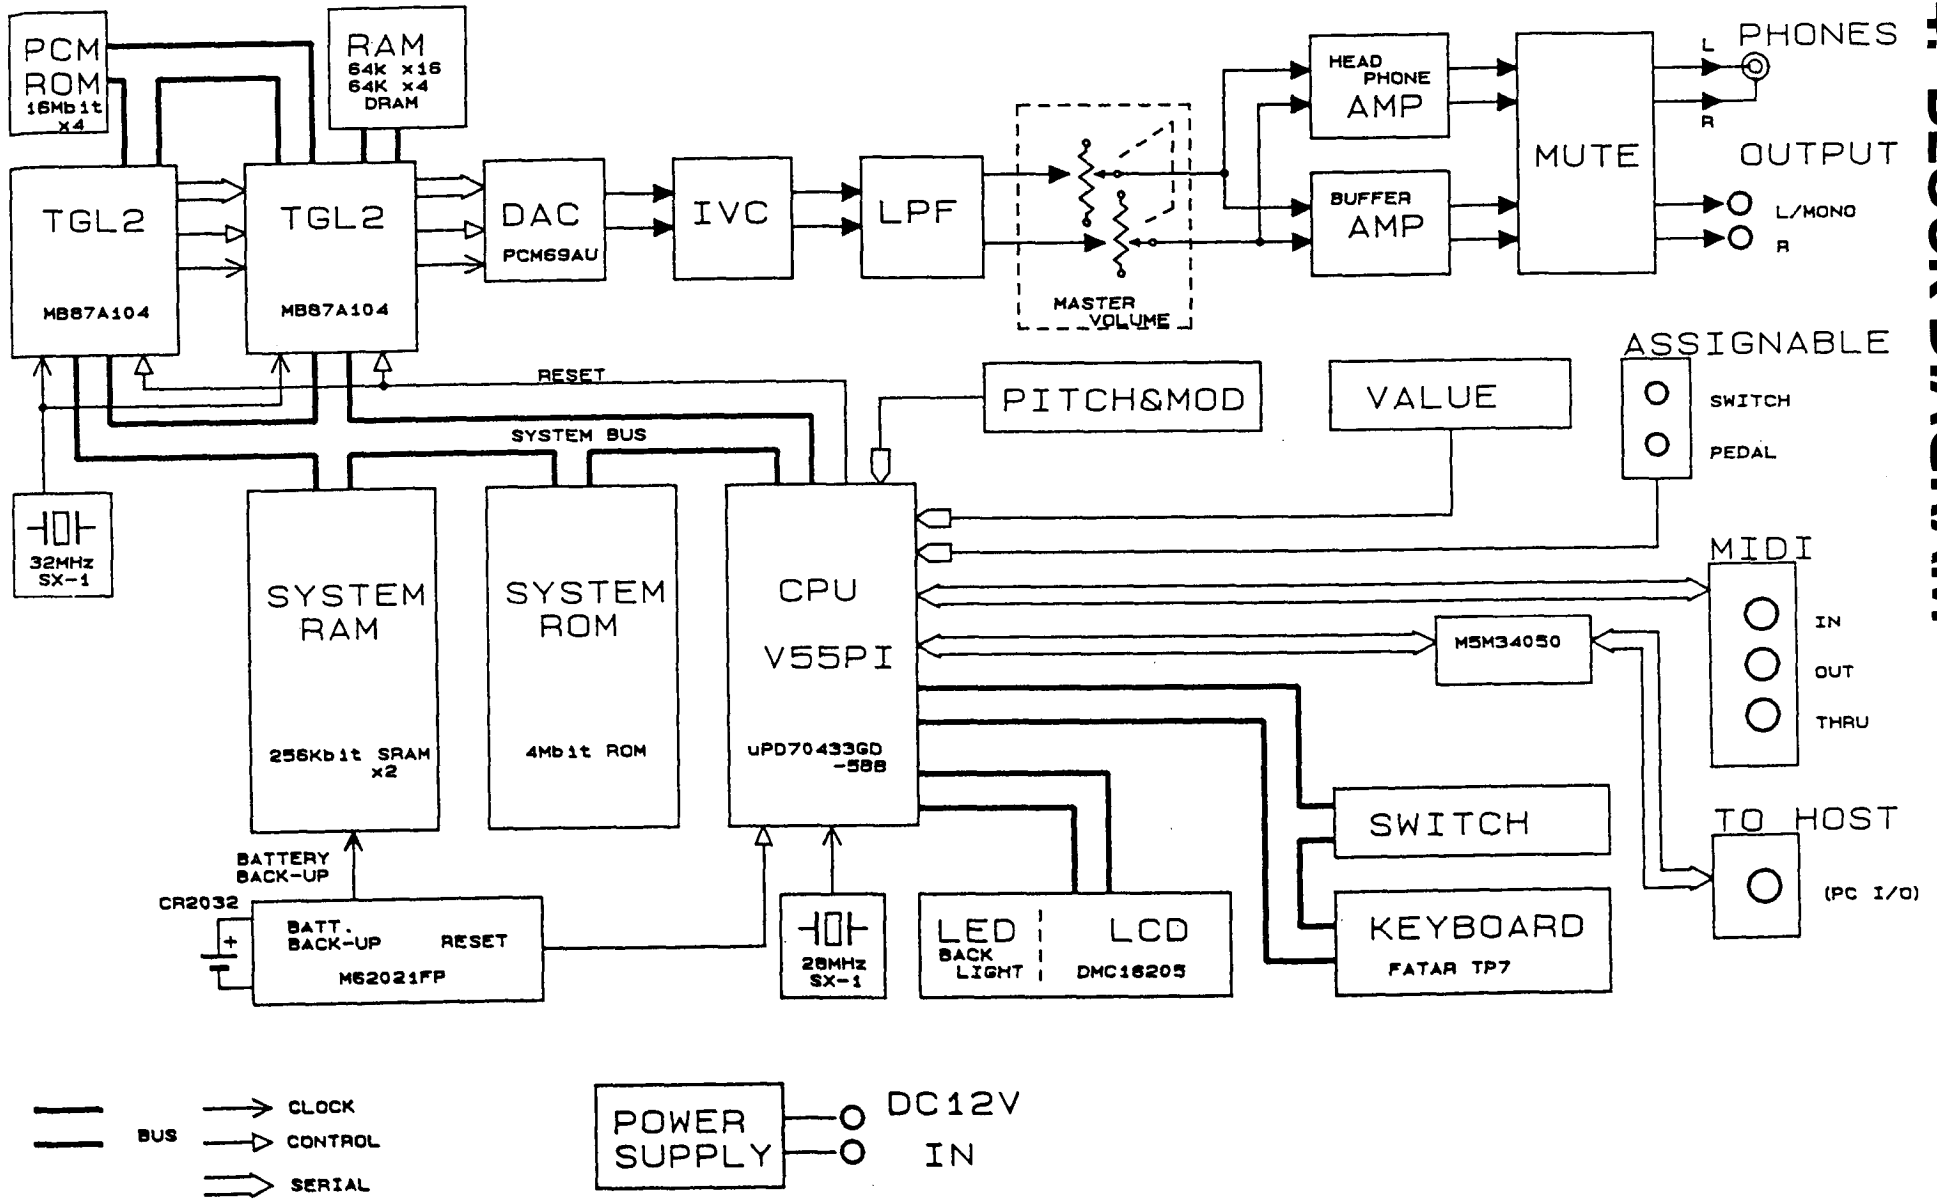 PCM
ROM
16Mbit
x4
RAM
64K x16
64K x4
DRAM
TGL2
MB87A104
TGL2
MB87A104
DAC
PCM69AU
IVC
LPF
MASTER
VOLUME
HEAD
PHONE
AMP
BUFFER
AMP
MUTE
L
R
PHONES
OUTPUT
L/MONO
R
RESET
SYSTEM BUS
PITCH&MOD
VALUE
ASSIGNABLE
SWITCH
PEDAL
32MHz
SX-1
SYSTEM
RAM
256Kbit SRAM
x2
SYSTEM
ROM
4Mbit ROM
CPU
V55PI
uPD70433GD
-5BB
MIDI
IN
OUT
THRU
M5M34050
TO HOST
(PC I/O)
SWITCH
KEYBOARD
FATAR TP7
BATTERY
BACK-UP
CR2032
+
BATT.
BACK-UP
RESET
M62021FP
28MHz
SX-1
LED
BACK
LIGHT
LCD
DMC16205
BUS
CLOCK
CONTROL
SERIAL
POWER
SUPPLY
DC12V
IN